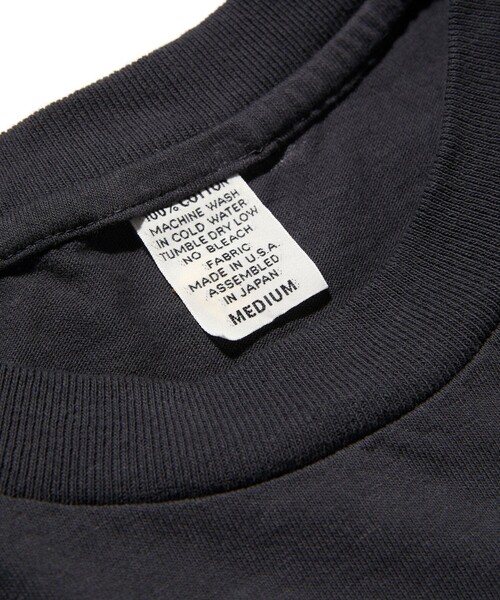 100% COTTON
MACHINE WASH
IN COLD WATER
TUMBLE DRY LOW
NO BLEACH
FABRIC
MADE IN U.S.A.
ASSEMBLED
IN JAPAN
MEDIUM